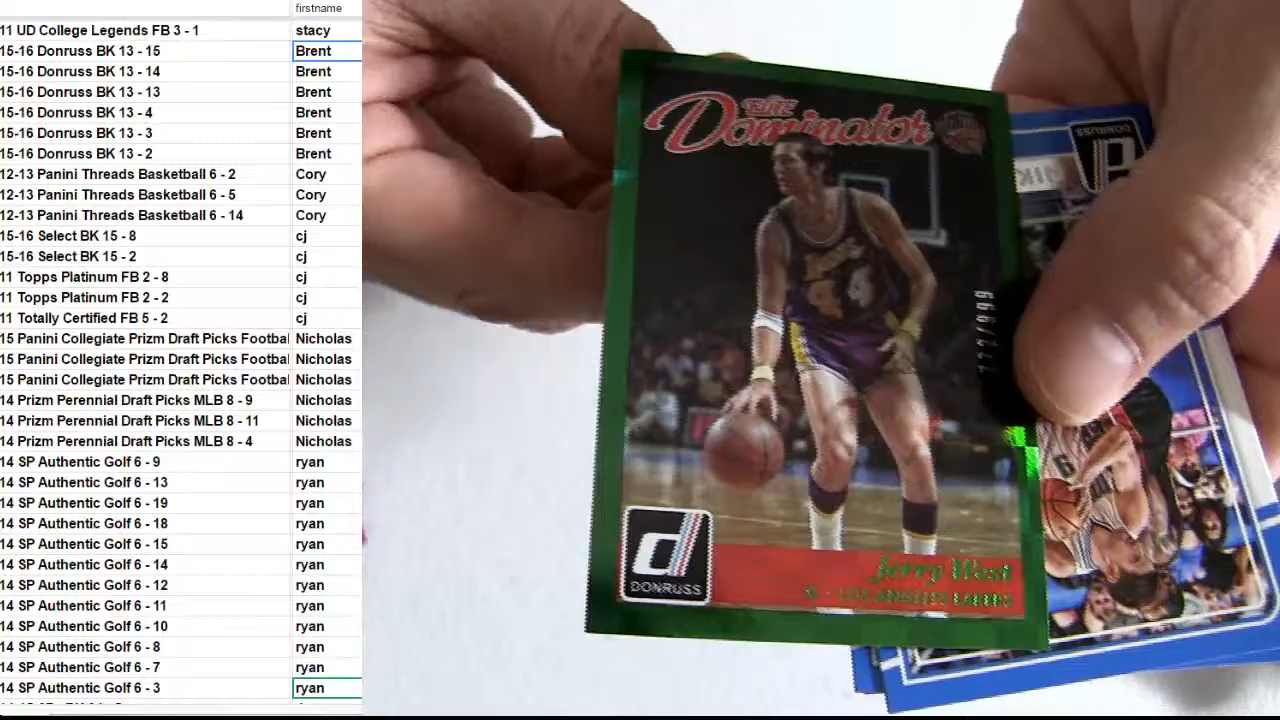 firstname
11 UD College Legends FB 3 - 1 stacy
15-16 Donruss BK 13 - 15 Brent
15-16 Donruss BK 13 - 14 Brent
15-16 Donruss BK 13 - 13 Brent
15-16 Donruss BK 13 - 4 Brent
15-16 Donruss BK 13 - 3 Brent
15-16 Donruss BK 13 - 2 Brent
12-13 Panini Threads Basketball 6 - 2 Cory
12-13 Panini Threads Basketball 6 - 5 Cory
12-13 Panini Threads Basketball 6 - 14 Cory
15-16 Select BK 15 - 8 cj
15-16 Select BK 15 - 2 cj
11 Topps Platinum FB 2 - 8 cj
11 Topps Platinum FB 2 - 2 cj
11 Totally Certified FB 5 - 2 cj
15 Panini Collegiate Prizm Draft Picks Footbal Nicholas
15 Panini Collegiate Prizm Draft Picks Footbal Nicholas
15 Panini Collegiate Prizm Draft Picks Footbal Nicholas
14 Prizm Perennial Draft Picks MLB 8 - 9 Nicholas
14 Prizm Perennial Draft Picks MLB 8 - 11 Nicholas
14 Prizm Perennial Draft Picks MLB 8 - 4 Nicholas
14 SP Authentic Golf 6 - 9 ryan
14 SP Authentic Golf 6 - 13 ryan
14 SP Authentic Golf 6 - 19 ryan
14 SP Authentic Golf 6 - 18 ryan
14 SP Authentic Golf 6 - 15 ryan
14 SP Authentic Golf 6 - 14 ryan
14 SP Authentic Golf 6 - 12 ryan
14 SP Authentic Golf 6 - 11 ryan
14 SP Authentic Golf 6 - 10 ryan
14 SP Authentic Golf 6 - 8 ryan
14 SP Authentic Golf 6 - 7 ryan
14 SP Authentic Golf 6 - 3 ryan
Elite
Dominator
Lakers
44
DONRUSS
Jerry West
G - LOS ANGELES LAKERS
DONRUSS